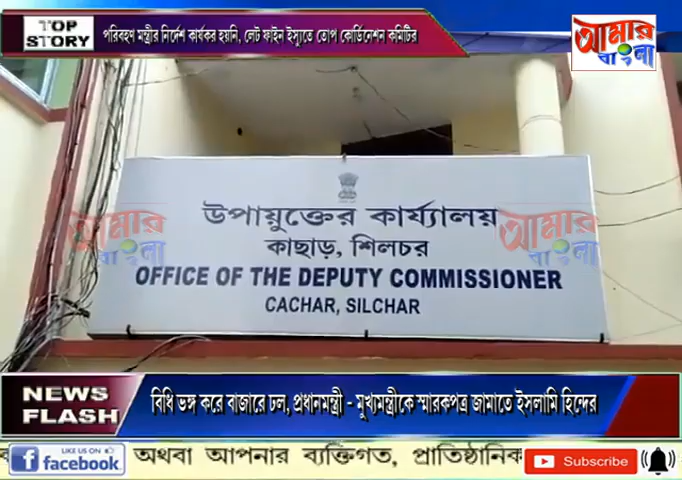 TOP
STORY
পরিবহণ মন্ত্রীর নির্দেশ কার্যকর হয়নি, লেট ফাইন ইস্যুতে তোপ কোর্ডিনেশন কমিটির
আমার
বাংলা
উপায়ুক্তের কার্য্যালয়
কাছাড়, শিলচর
OFFICE OF THE DEPUTY COMMISSIONER
CACHAR, SILCHAR
আমার
বাংলা
আমার
বাংলা
NEWS
FLASH
বিধি ভঙ্গ করে বাজারে ঢল, প্রধানমন্ত্রী - মুখ্যমন্ত্রীকে স্মারকপত্র জামাতে ইসলামি হিন্দের
LIKE US ON
facebook
অথবা আপনার ব্যক্তিগত, প্রাতিষ্ঠানিক
Subscribe